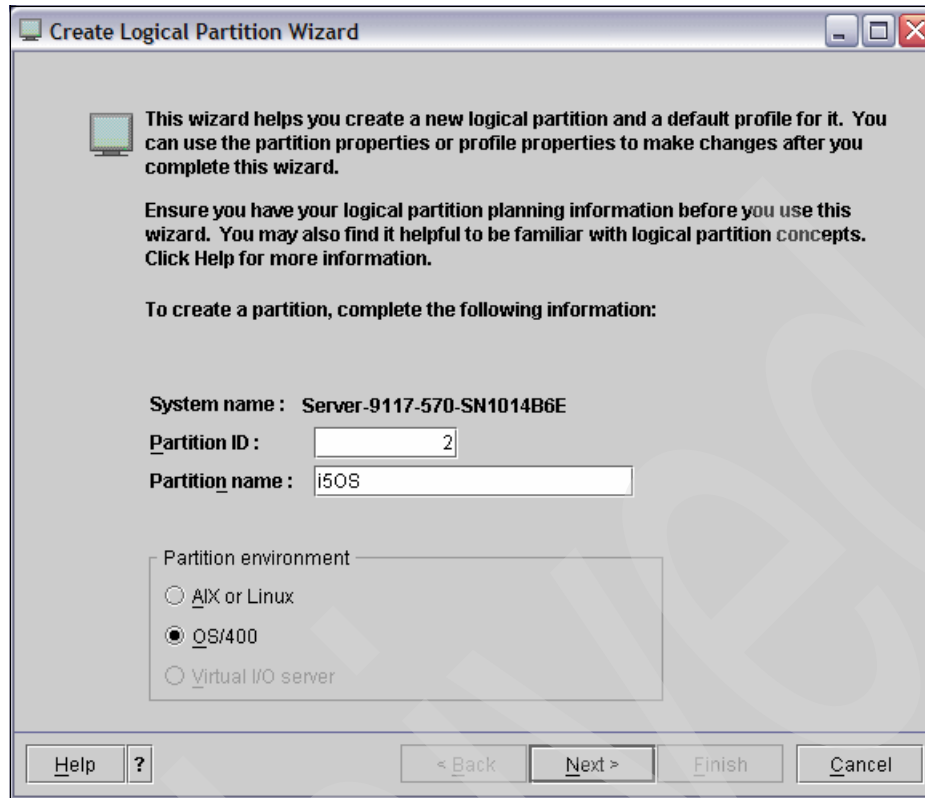 Create Logical Partition Wizard
This wizard helps you create a new logical partition and a default profile for it. You
can use the partition properties or profile properties to make changes after you
complete this wizard.
Ensure you have your logical partition planning information before you use this
wizard. You may also find it helpful to be familiar with logical partition concepts.
Click Help for more information.
To create a partition, complete the following information:
System name : Server-9117-570-SN1014B6E
Partition ID : 2
Partition name : i5OS
Partition environment
AIX or Linux
OS/400
Virtual I/O server
Help ? < Back Next > Finish Cancel